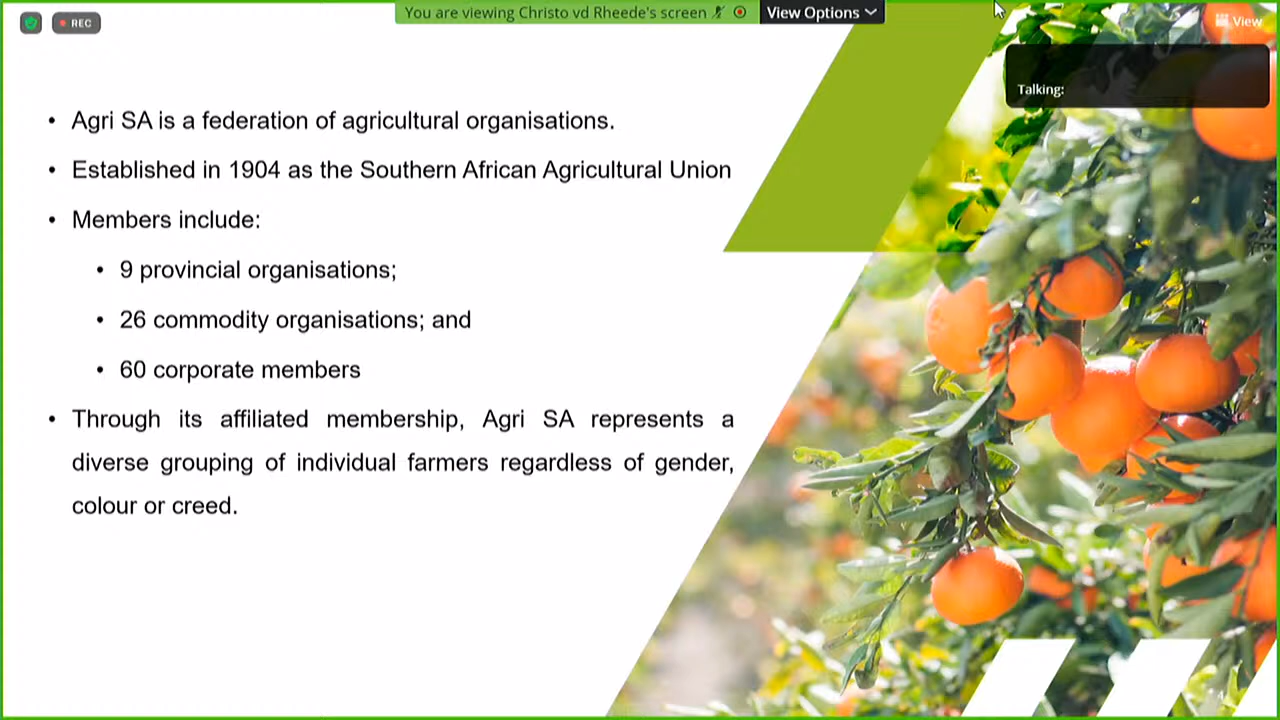 You are viewing Christo vd Rheede's screen
View Options
REC
View
Talking:
• Agri SA is a federation of agricultural organisations.
• Established in 1904 as the Southern African Agricultural Union
• Members include:
• 9 provincial organisations;
• 26 commodity organisations; and
• 60 corporate members
• Through its affiliated membership, Agri SA represents a
diverse grouping of individual farmers regardless of gender,
colour or creed.